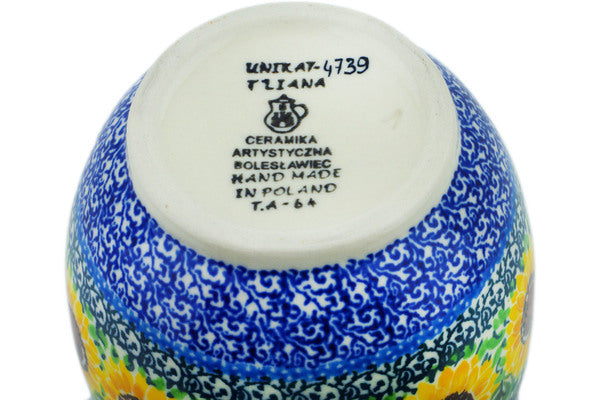 UNIKAT-4739
TZIANA
CERAMIKA
ARTYSTYCZNA
BOLESŁAWIEC
HAND MADE
IN POLAND
T.A-64